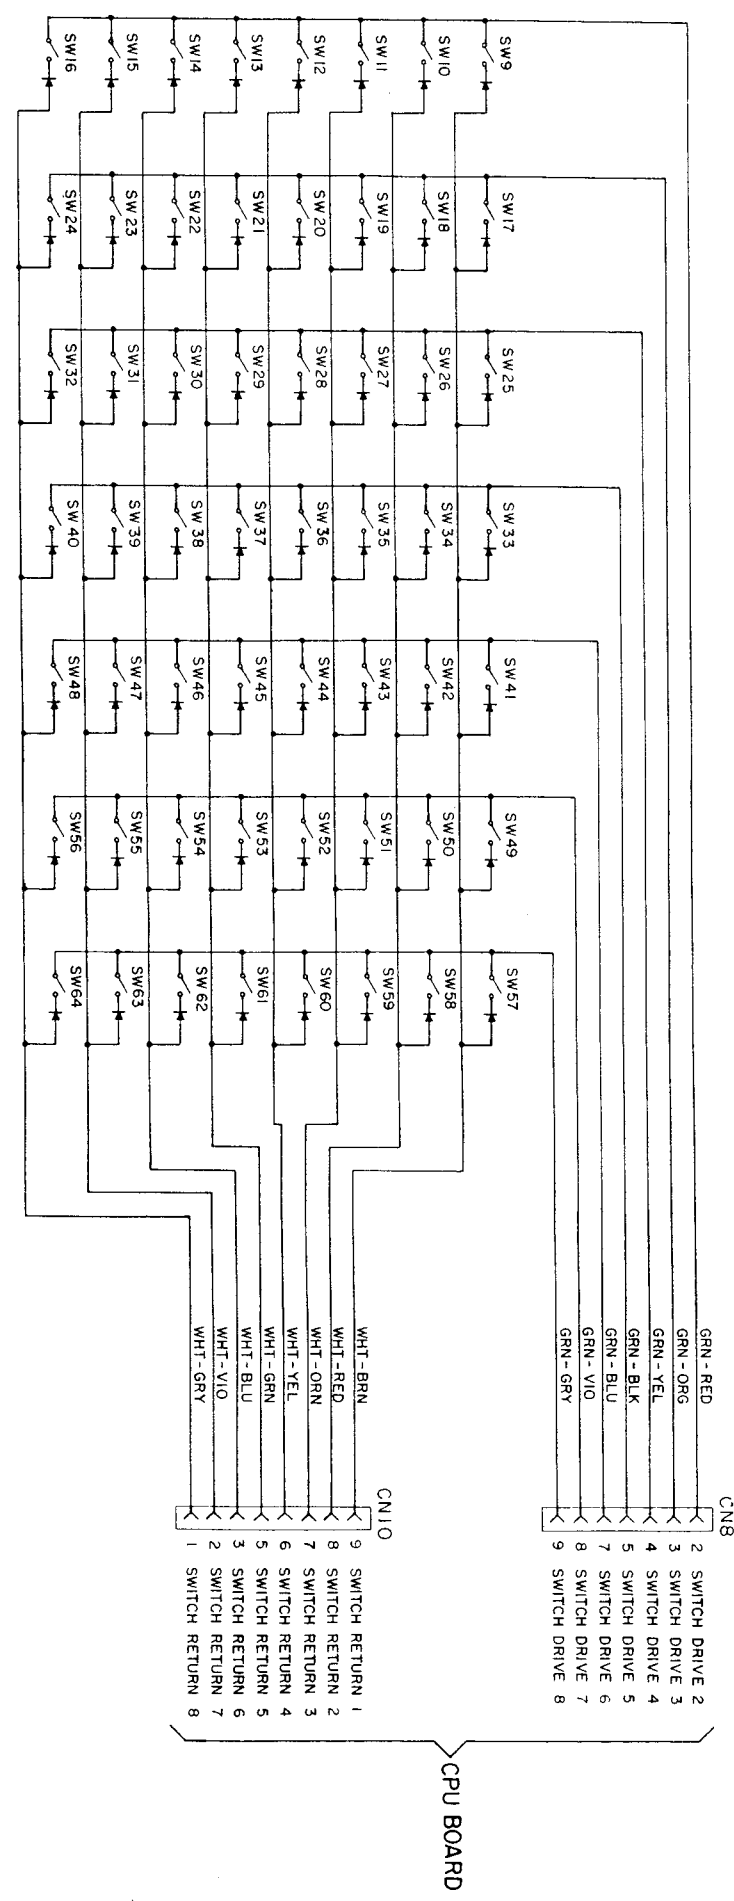 SW16
SW15
SW14
SW13
SW12
SW11
SW10
SW9
SW24
SW23
SW22
SW21
SW20
SW19
SW18
SW17
SW32
SW31
SW30
SW29
SW28
SW27
SW26
SW25
SW40
SW39
SW38
SW37
SW36
SW35
SW34
SW33
SW48
SW47
SW46
SW45
SW44
SW43
SW42
SW41
SW56
SW55
SW54
SW53
SW52
SW51
SW50
SW49
SW64
SW63
SW62
SW61
SW60
SW59
SW58
SW57
GRN-RED
GRN-ORG
GRN-YEL
GRN-BLK
GRN-BLU
GRN-VIO
GRN-GRY
WHT-BRN
WHT-RED
WHT-ORN
WHT-YEL
WHT-GRN
WHT-BLU
WHT-VIO
WHT-GRY
CN8
2 SWITCH DRIVE 2
3 SWITCH DRIVE 3
4 SWITCH DRIVE 4
5 SWITCH DRIVE 5
7 SWITCH DRIVE 6
8 SWITCH DRIVE 7
9 SWITCH DRIVE 8
CN10
9 SWITCH RETURN 1
8 SWITCH RETURN 2
7 SWITCH RETURN 3
6 SWITCH RETURN 4
5 SWITCH RETURN 5
3 SWITCH RETURN 6
2 SWITCH RETURN 7
1 SWITCH RETURN 8
CPU BOARD